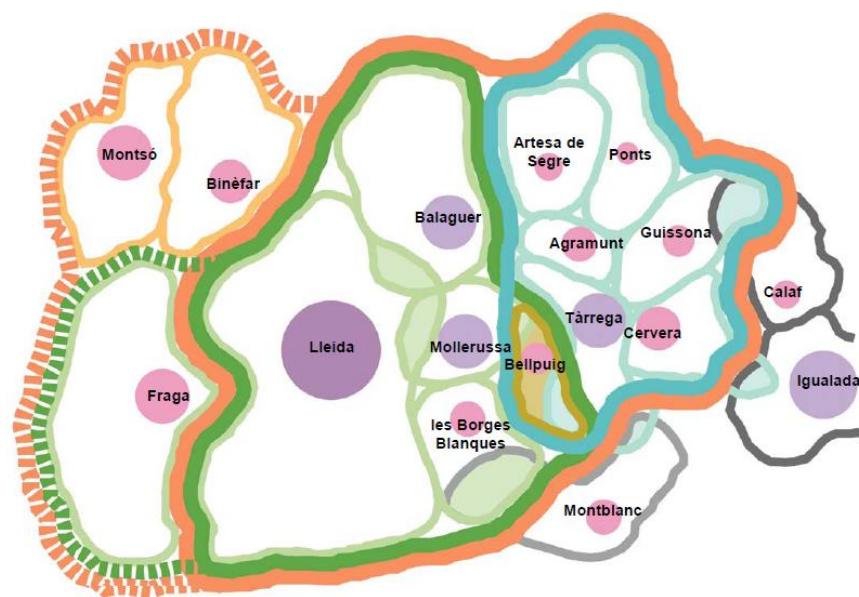 Artesa de
Segre
Ponts
Montsó
Binèfar
Balaguer
Agramunt
Guissona
Calaf
Tàrrega
Cervera
Lleida
Mollerussa
Bellpuig
Igualada
Fraga
les Borges
Blanques
Montblanc